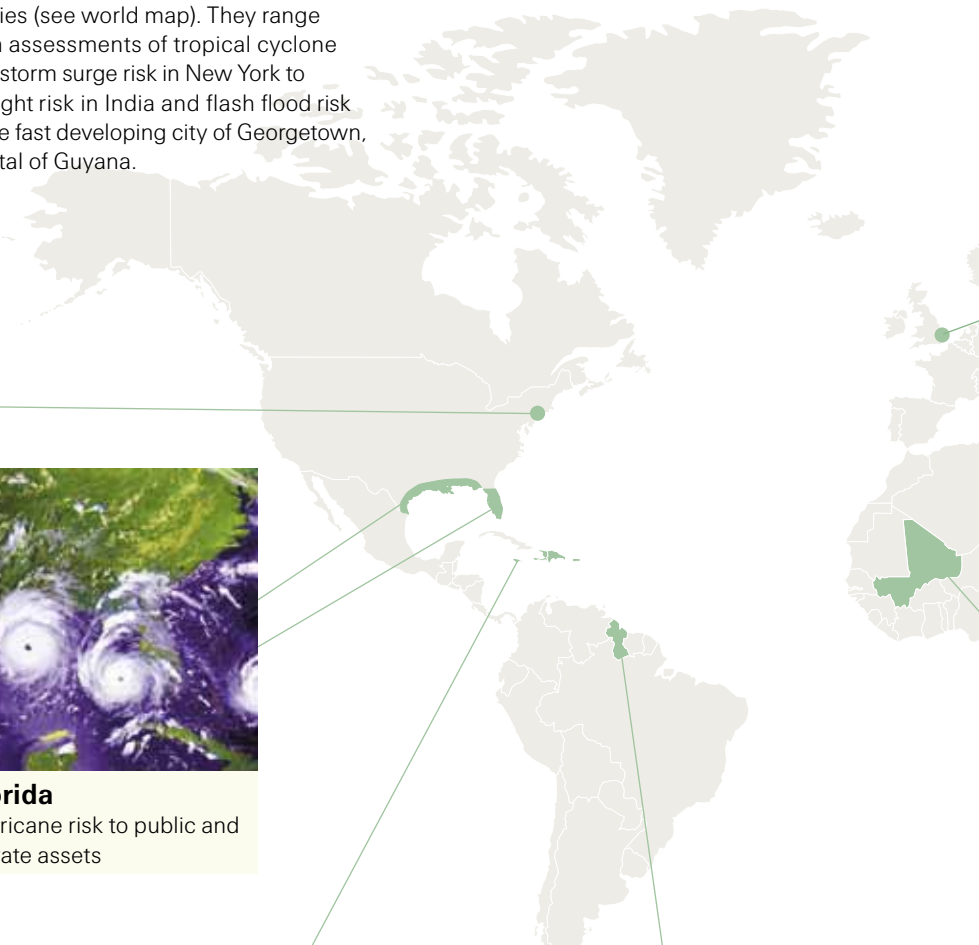 ies (see world map). They range
assessments of tropical cyclone
storm surge risk in New York to
ght risk in India and flash flood risk
e fast developing city of Georgetown,
tal of Guyana.
rida
ricane risk to public and
ate assets